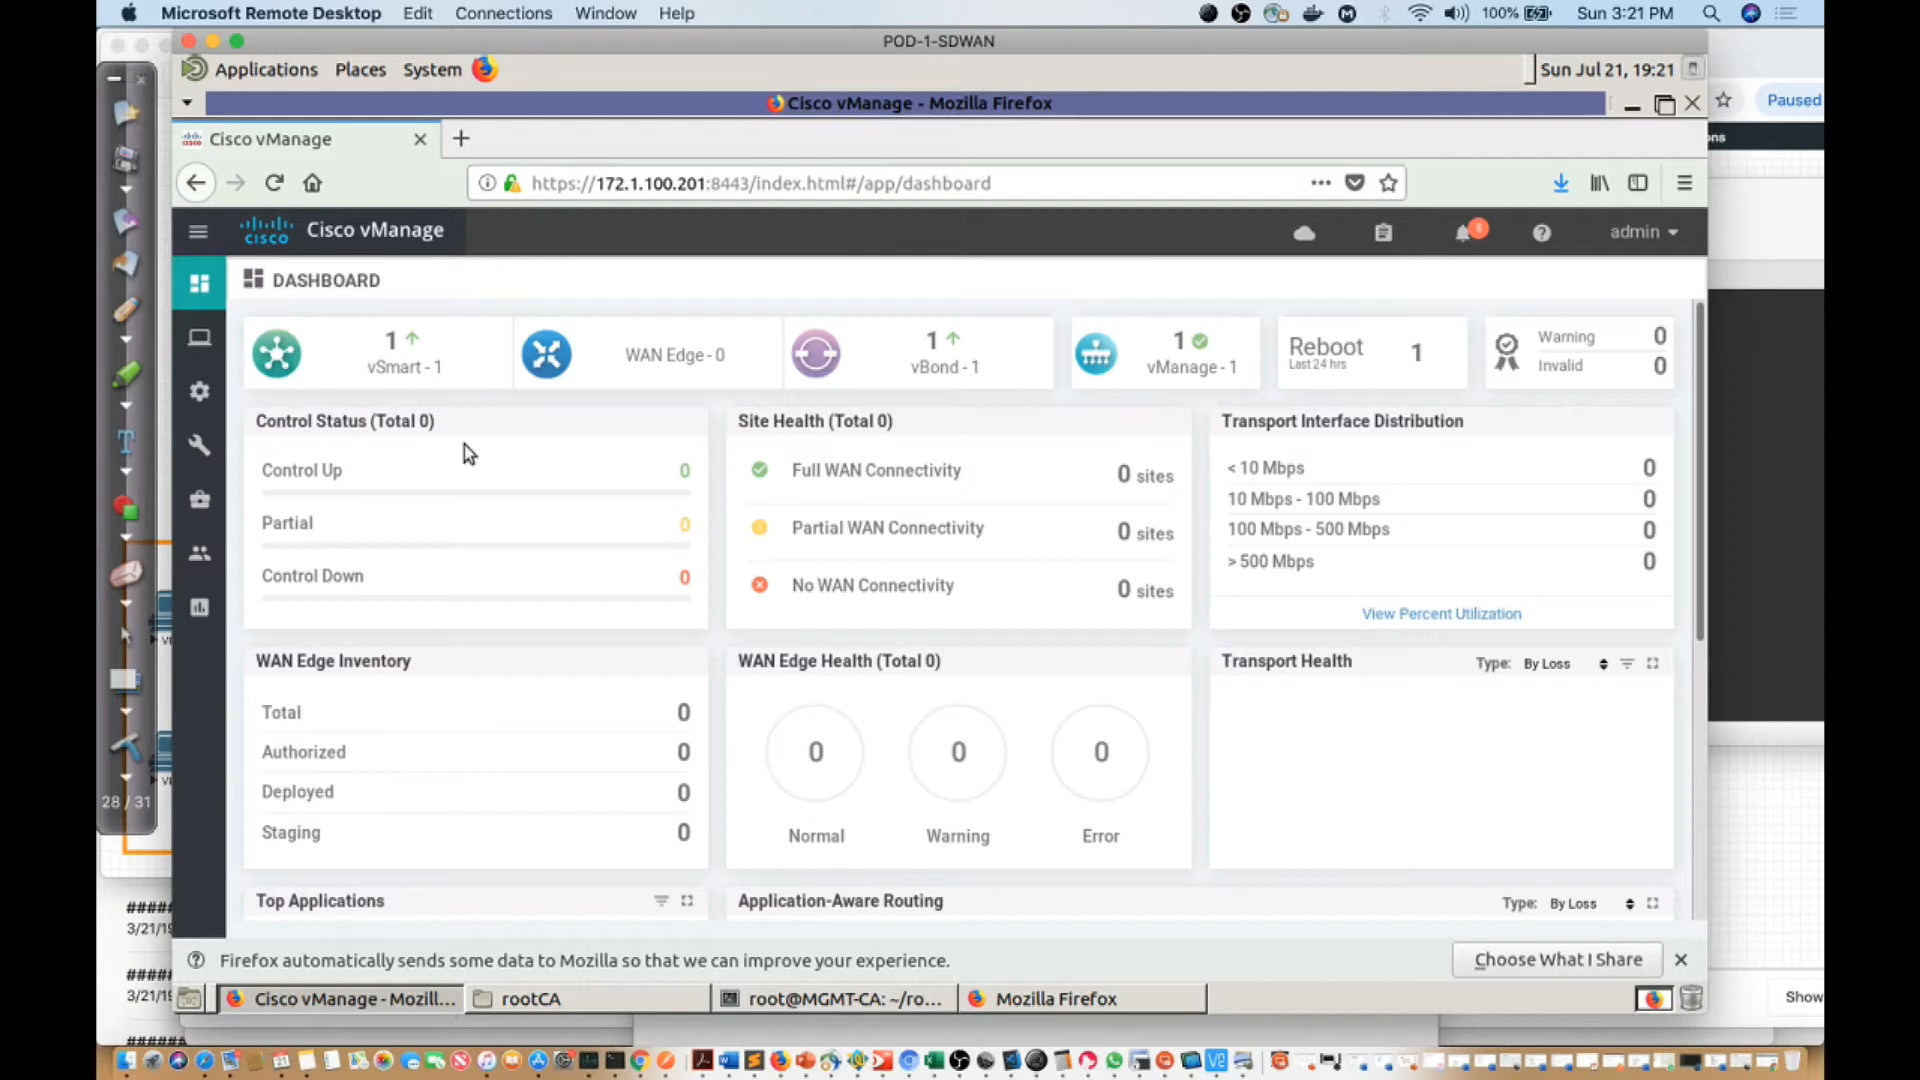 Microsoft Remote Desktop Edit Connections Window Help 100% Sun 3:21 PM
POD-1-SDWAN
Applications Places System Sun Jul 21, 19:21
Cisco vManage - Mozilla Firefox
Paused
Cisco vManage
ons
https://172.1.100.201:8443/index.html#/app/dashboard
CISCO Cisco vManage 8 admin
DASHBOARD
1 vSmart - 1
WAN Edge - 0
1 vBond - 1
1 vManage - 1
Reboot 1
Last 24 hrs
Warning 0
Invalid 0
Control Status (Total 0)
Control Up 0
Partial 0
Control Down 0
Site Health (Total 0)
Full WAN Connectivity 0 sites
Partial WAN Connectivity 0 sites
No WAN Connectivity 0 sites
Transport Interface Distribution
< 10 Mbps 0
10 Mbps - 100 Mbps 0
100 Mbps - 500 Mbps 0
> 500 Mbps 0
View Percent Utilization
WAN Edge Inventory
Total 0
Authorized 0
Deployed 0
Staging 0
WAN Edge Health (Total 0)
0 0 0
Normal Warning Error
Transport Health Type: By Loss
Top Applications
Application-Aware Routing Type: By Loss
28 / 31
#####
3/21/19
#####
3/21/19
#####
Firefox automatically sends some data to Mozilla so that we can improve your experience. Choose What I Share
Cisco vManage - Mozill... rootCA root@MGMT-CA: ~/ro... Mozilla Firefox
Show